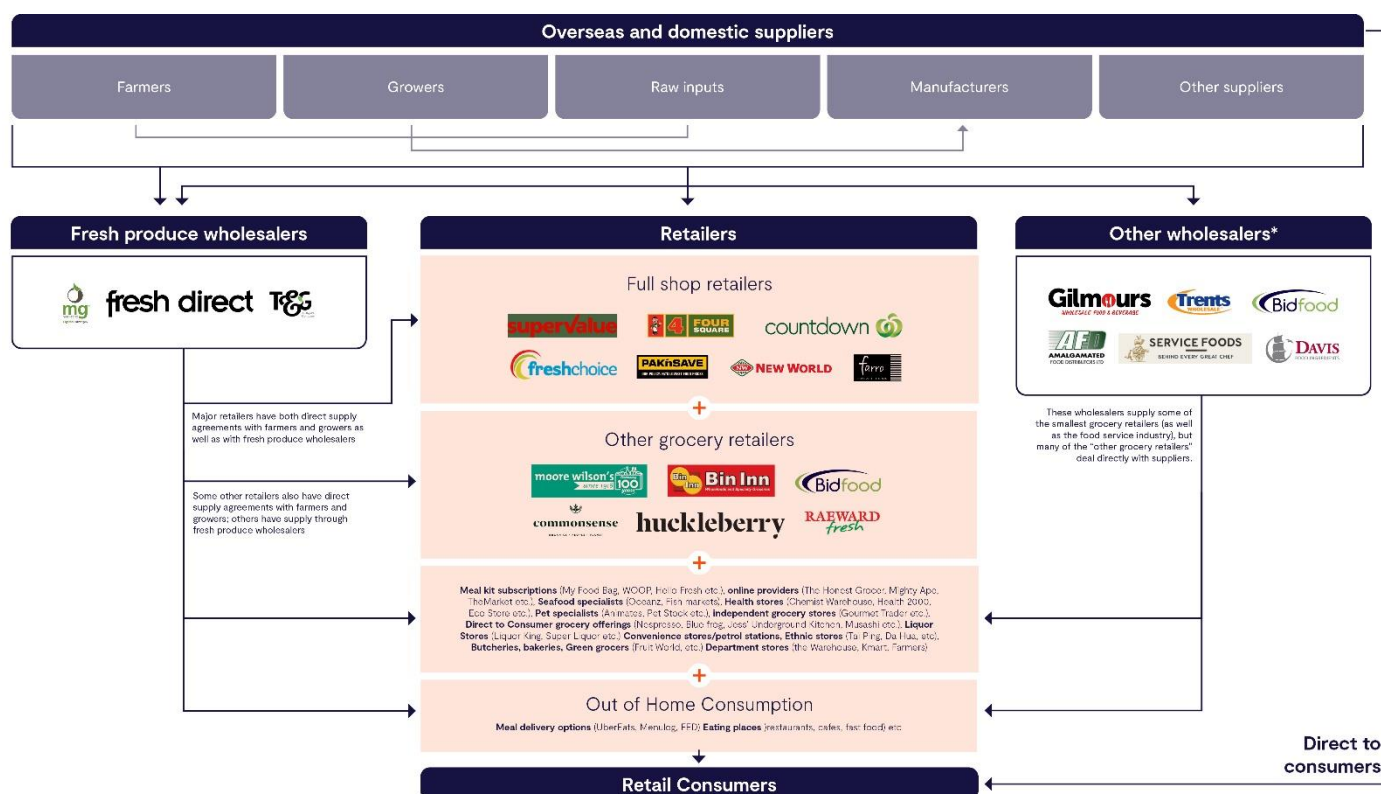 Overseas and domestic suppliers
Farmers
Growers
Raw inputs
Manufacturers
Other suppliers
Fresh produce wholesalers
mg
fresh direct
T&G
Major retailers have both direct supply
agreements with farmers and growers as
well as with fresh produce wholesalers
Some other retailers also have direct
supply agreements with farmers and
growers; others have supply through
fresh produce wholesalers
Retailers
Full shop retailers
supervalue
4
FOUR
SQUARE
countdown
freshchoice
PAKnSAVE
NW
NEW WORLD
farro
Other grocery retailers
moore wilson's
since 1918
100
Bin Inn
Bin Inn
Bidfood
commonsense
huckleberry
RAEWARD
fresh
Meal kit subscriptions (My Food Bag, WOOP, Hello Fresh etc.), online providers (The Honest Grocer, Mighty Ape,
TheMarket etc.), Seafood specialists (Oceanz, Fish markets), Health stores (Chemist Warehouse, Health 2000,
Eco Store etc.), Pet specialists (Animates, Pet Stock etc.), independent grocery stores (Gourmet Trader etc.),
Direct to Consumer grocery offerings (Nespresso, Blue frog, Jess' Underground Kitchen, Musashi etc.), Liquor
Stores (Liquor King, Super Liquor etc.) Convenience stores/petrol stations, Ethnic stores (Tai Ping, Da Hua, etc),
Butcheries, bakeries, Green grocers (Fruit World, etc.) Department stores (the Warehouse, Kmart, Farmers)
Out of Home Consumption
Meal delivery options (UberEats, Menulog, FED) Eating places (restaurants, cafes, fast food) etc
Retail Consumers
Other wholesalers*
Gilmours
WHOLESALE FOOD & BEVERAGE
Trents
WHOLESALE
Bidfood
AFD
AMALGAMATED
FOOD DISTRIBUTORS LTD
SERVICE FOODS
BEHIND EVERY GREAT CHEF
DAVIS
FOOD INGREDIENTS
These wholesalers supply some of
the smallest grocery retailers (as well
as the food service industry), but
many of the "other grocery retailers"
deal directly with suppliers.
Direct to
consumers